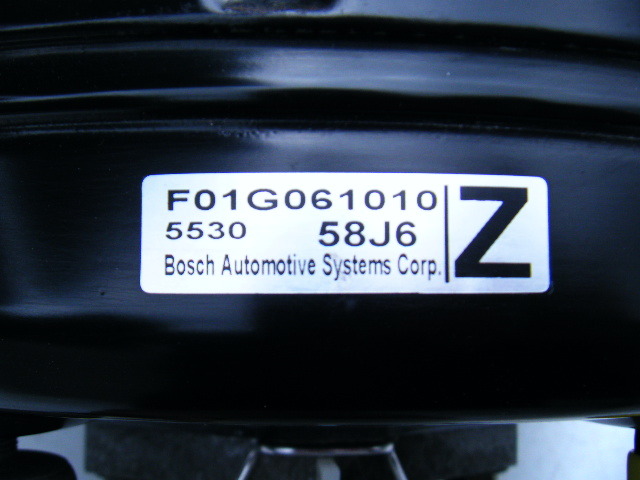 F01G061010
5530 58J6
Bosch Automotive Systems Corp.
Z